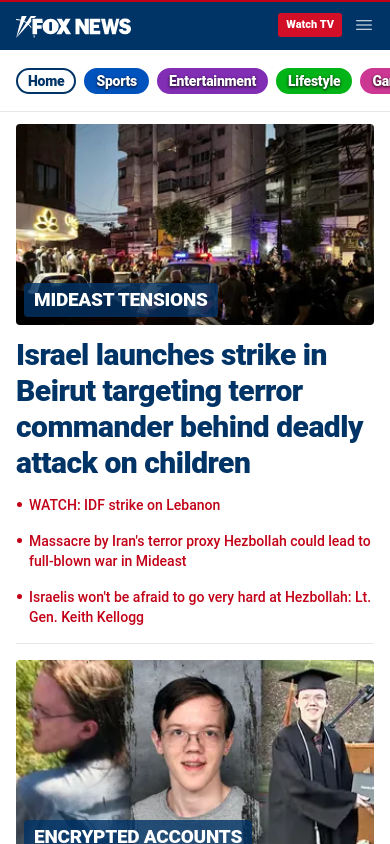 FOX NEWS
Watch TV
Home
Sports
Entertainment
Lifestyle
MIDEAST TENSIONS
Israel launches strike in
Beirut targeting terror
commander behind deadly
attack on children
WATCH: IDF strike on Lebanon
Massacre by Iran's terror proxy Hezbollah could lead to
full-blown war in Mideast
Israelis won't be afraid to go very hard at Hezbollah: Lt.
Gen. Keith Kellogg
ENCRYPTED ACCOUNTS